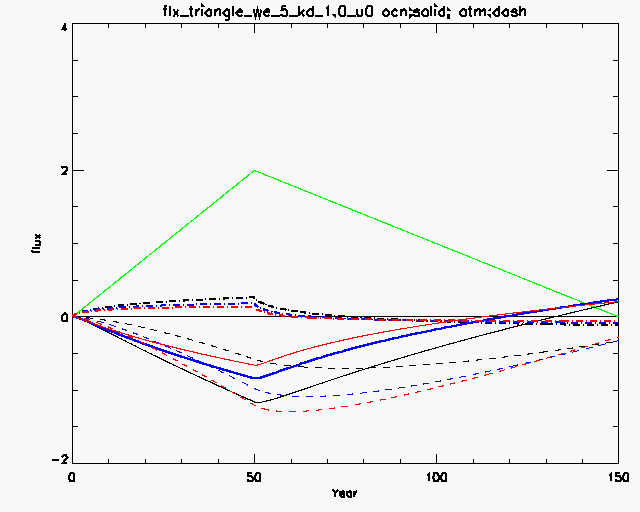 flx_triangle_we_5_kd_1.0_u0 ocn:solid; atm:dash
4
2
0
-2
flux
0
50
100
150
Year